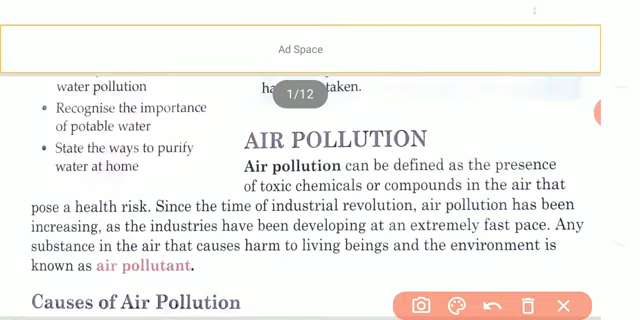 Ad Space
water pollution
1/12
taken.
• Recognise the importance
of potable water
• State the ways to purify
water at home
AIR POLLUTION
Air pollution can be defined as the presence
of toxic chemicals or compounds in the air that
pose a health risk. Since the time of industrial revolution, air pollution has been
increasing, as the industries have been developing at an extremely fast pace. Any
substance in the air that causes harm to living beings and the environment is
known as air pollutant.
Causes of Air Pollution